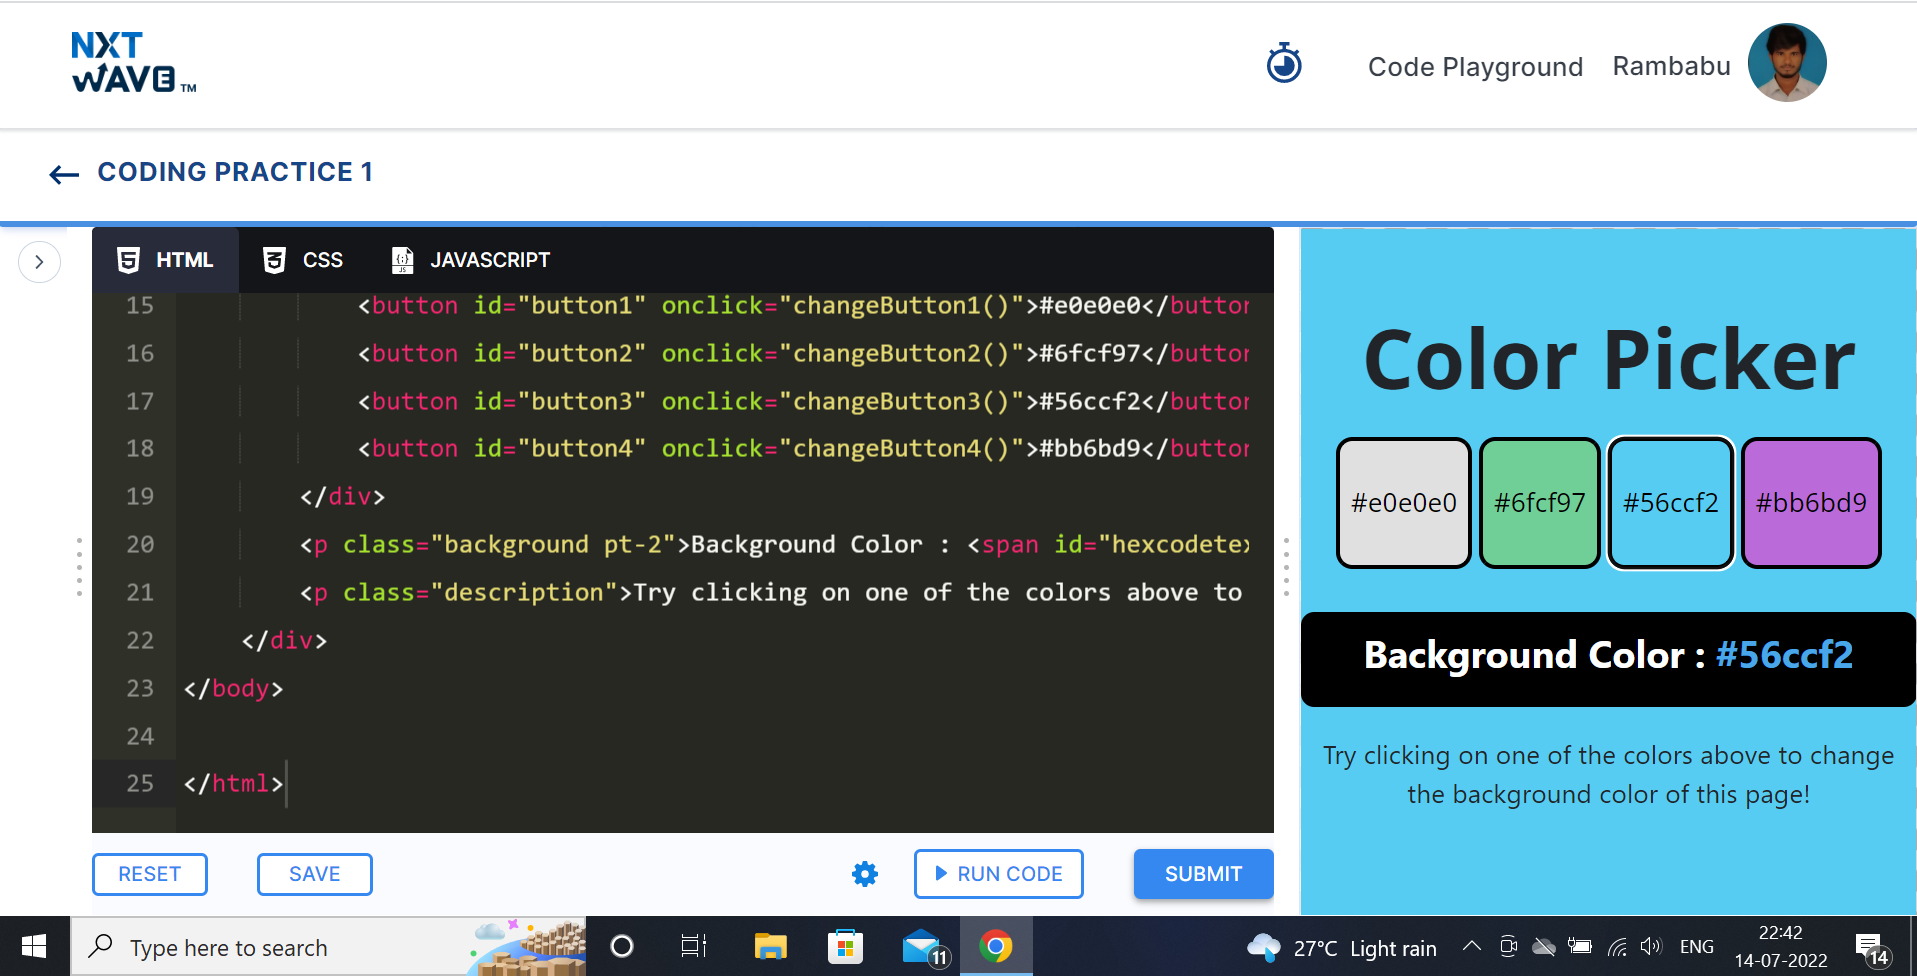 NXT
WAVE TM
Code Playground
Rambabu
CODING PRACTICE 1
HTML
CSS
JS
JAVASCRIPT
15 <button id="button1" onclick="changeButton1()">#e0e0e0</button
16 <button id="button2" onclick="changeButton2()">#6fcf97</button
17 <button id="button3" onclick="changeButton3()">#56ccf2</button
18 <button id="button4" onclick="changeButton4()">#bb6bd9</button
19 </div>
20 <p class="background pt-2">Background Color : <span id="hexcodetex
21 <p class="description">Try clicking on one of the colors above to
22 </div>
23 </body>
24
25 </html>
RESET
SAVE
RUN CODE
SUBMIT
Color Picker
#e0e0e0
#6fcf97
#56ccf2
#bb6bd9
Background Color : #56ccf2
Try clicking on one of the colors above to change
the background color of this page!
Type here to search
11
27°C Light rain
ENG
22:42
14-07-2022
14